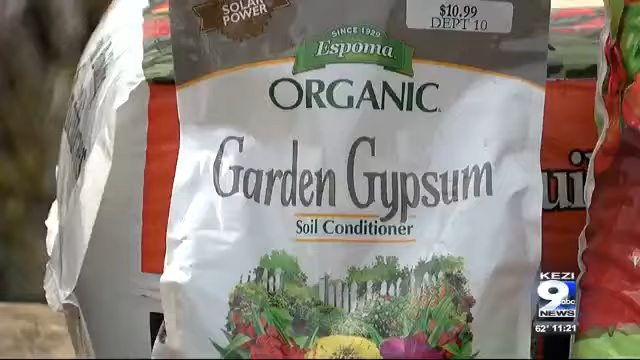 SOLAR
POWER
$10.99
DEPT 10
SINCE 1929
Espoma
ORGANIC
Garden Gypsum
Soil Conditioner
KEZI
9
abc
NEWS
62° 11:21